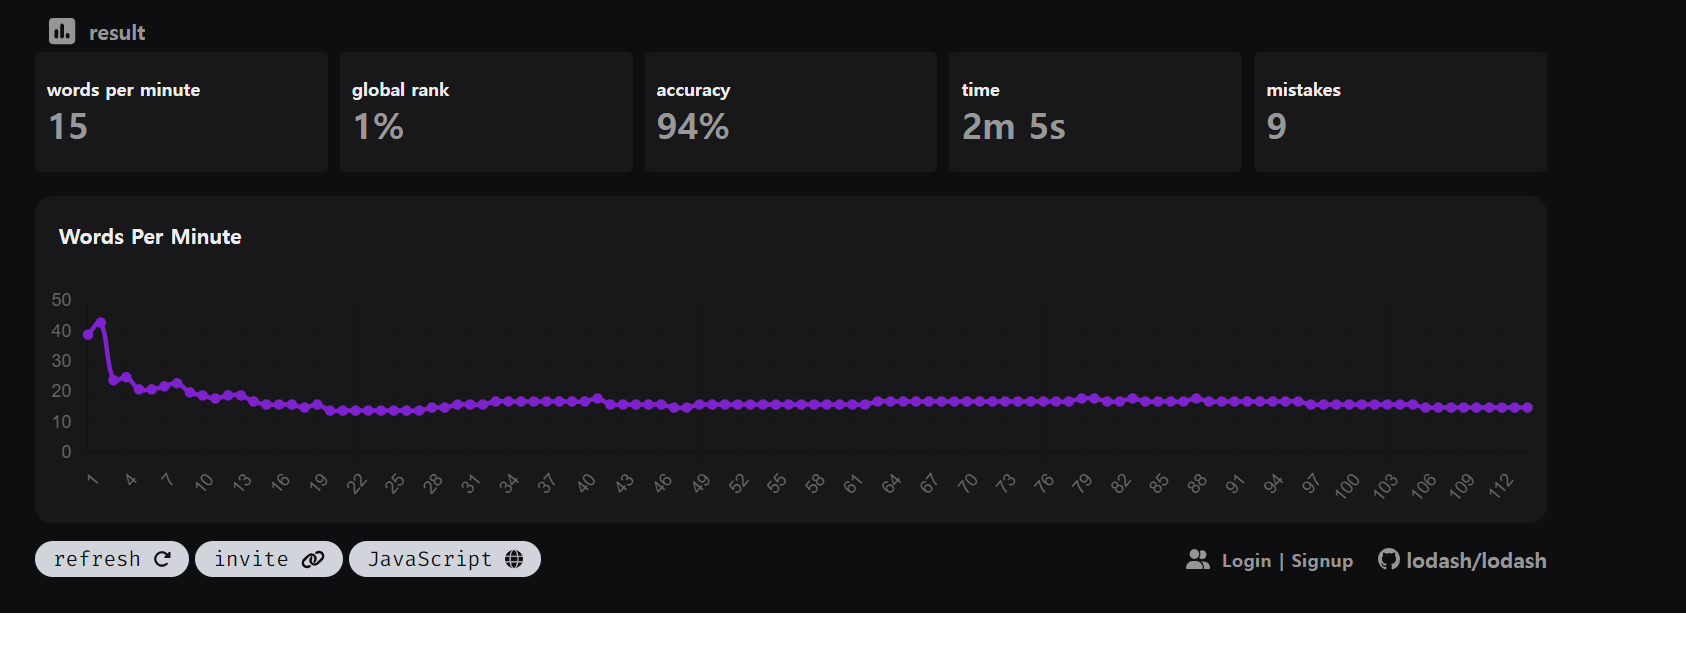 result
words per minute
15
global rank
1%
accuracy
94%
time
2m 5s
mistakes
9
Words Per Minute
50
40
30
20
10
0
1 4 7 10 13 16 19 22 25 28 31 34 37 40 43 46 49 52 55 58 61 64 67 70 73 76 79 82 85 88 91 94 97 100 103 106 109 112
refresh
invite
JavaScript
Login | Signup
lodash/lodash